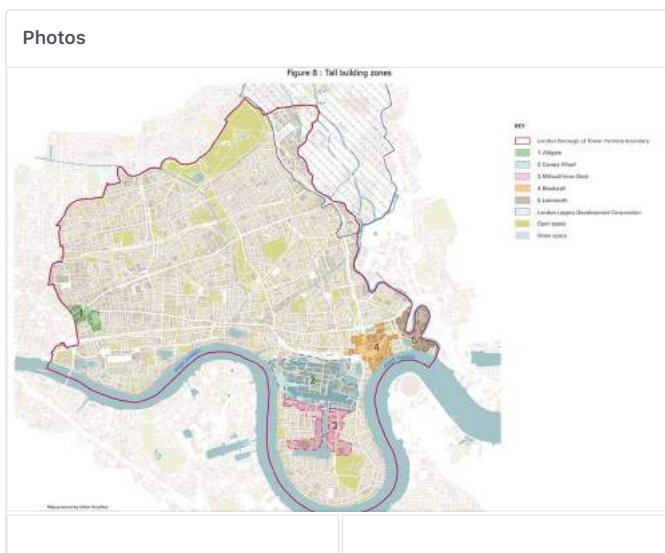 Photos
Figure 8 : Tall building zones
KEY
London Borough of Tower Hamlets boundary
1. Aldgate
2. Canary Wharf
3. Millwall Inner Dock
4. Blackwall
5. Leamouth
London Legacy Development Corporation
Open space
Water space
1
2
3
4
5